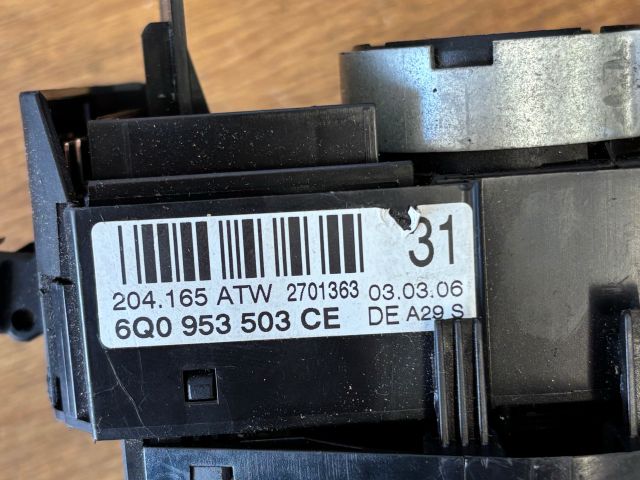 31
204.165 ATW 2701363 03.03.06
6Q0 953 503 CE DE A29 S